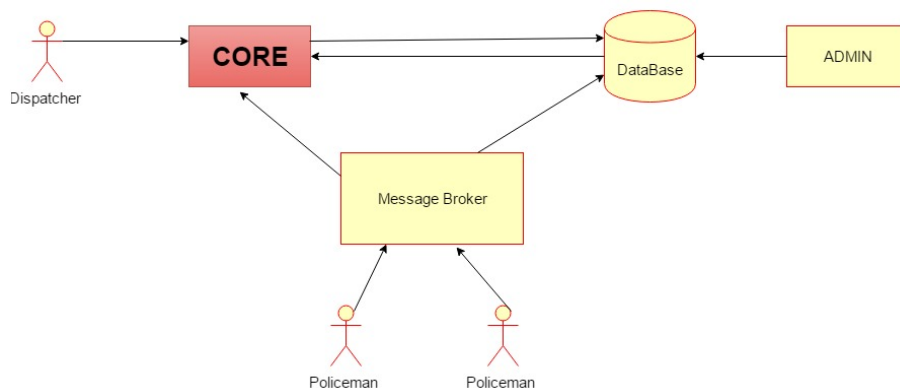 CORE
DataBase
ADMIN
Dispatcher
Message Broker
Policeman
Policeman